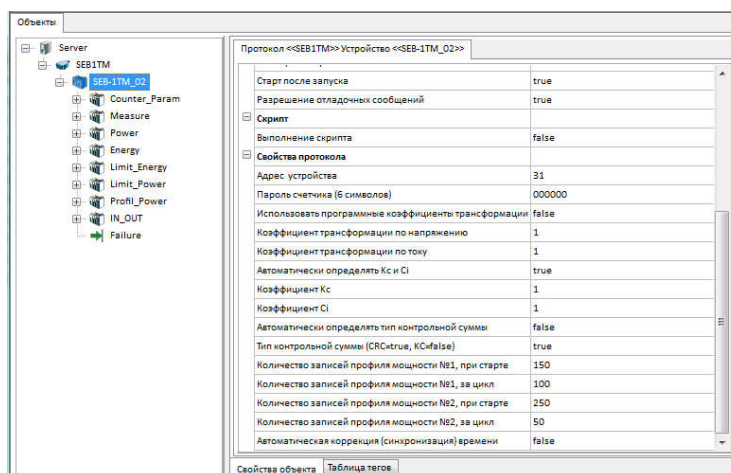 Объекты
Server
SEB1TM
SEB-1TM_02
Counter_Param
Measure
Power
Energy
Limit_Energy
Limit_Power
Profil_Power
IN_OUT
Failure
Протокол <<SEB1TM>> Устройство <<SEB-1TM_02>>
Старт после запуска true
Разрешение отладочных сообщений true
Скрипт
Выполнение скрипта false
Свойства протокола
Адрес устройства 31
Пароль счетчика (6 символов) 000000
Использовать программные коэффициенты трансформации false
Коэффициент трансформации по напряжению 1
Коэффициент трансформации по току 1
Автоматически определять Kc и Ci true
Коэффициент Kc 1
Коэффициент Ci 1
Автоматически определять тип контрольной суммы false
Тип контрольной суммы (CRC=true, KC=false) true
Количество записей профиля мощности №1, при старте 150
Количество записей профиля мощности №1, за цикл 100
Количество записей профиля мощности №2, при старте 250
Количество записей профиля мощности №2, за цикл 50
Автоматическая коррекция (синхронизация) времени false
Свойства объекта Таблица тегов